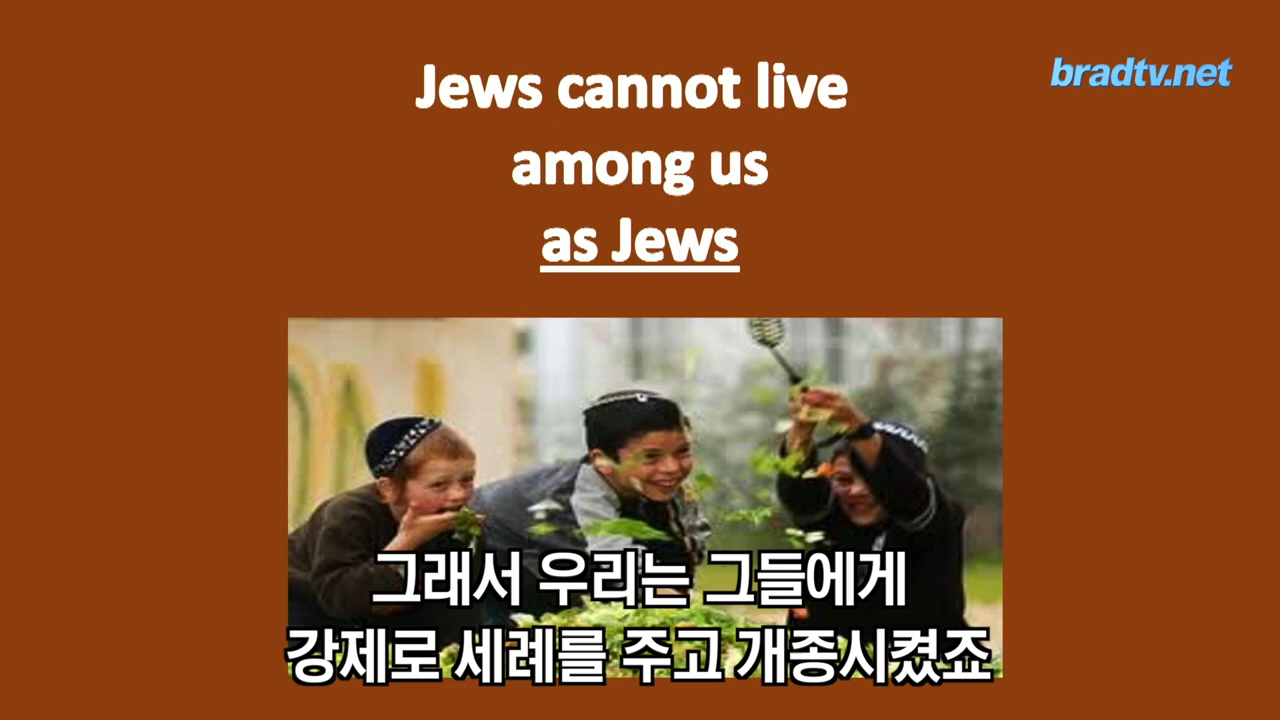 Jews cannot live
among us
as Jews
bradtv.net
그래서 우리는 그들에게
강제로 세례를 주고 개종시켰죠